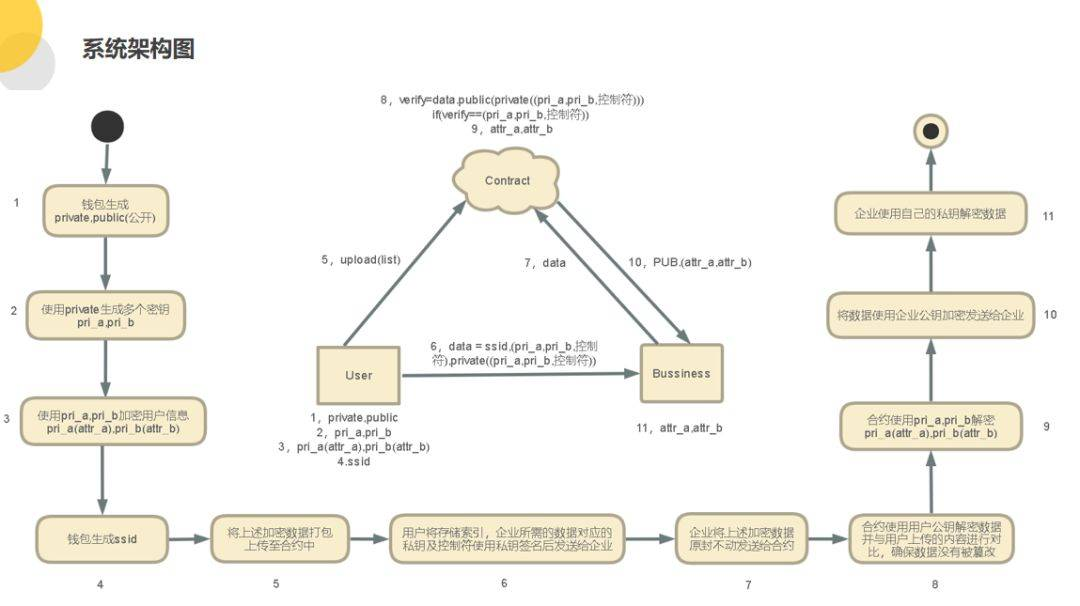 系统架构图
8，verify=data.public(private((pri_a,pri_b,控制符)))
if(verify==(pri_a,pri_b,控制符))
9，attr_a,attr_b
Contract
5，upload(list)
7，data
10，PUB.(attr_a,attr_b)
6，data = ssid,(pri_a,pri_b,控制
符),private((pri_a,pri_b,控制符))
User
Bussiness
1，private,public
2，pri_a,pri_b
3，pri_a(attr_a),pri_b(attr_b)
4.ssid
11，attr_a,attr_b
1
钱包生成
private,public(公开)
2
使用private生成多个密钥
pri_a,pri_b
3
使用pri_a,pri_b加密用户信息
pri_a(attr_a),pri_b(attr_b)
钱包生成ssid
4
将上述加密数据打包
上传至合约中
5
用户将存储索引，企业所需的数据对应的
私钥及控制符使用私钥签名后发送给企业
6
企业将上述加密数据
原封不动发送给合约
7
合约使用用户公钥解密数据
并与用户上传的内容进行对
比，确保数据没有被篡改
8
合约使用pri_a,pri_b解密
pri_a(attr_a),pri_b(attr_b)
9
将数据使用企业公钥加密发送给企业
10
企业使用自己的私钥解密数据
11